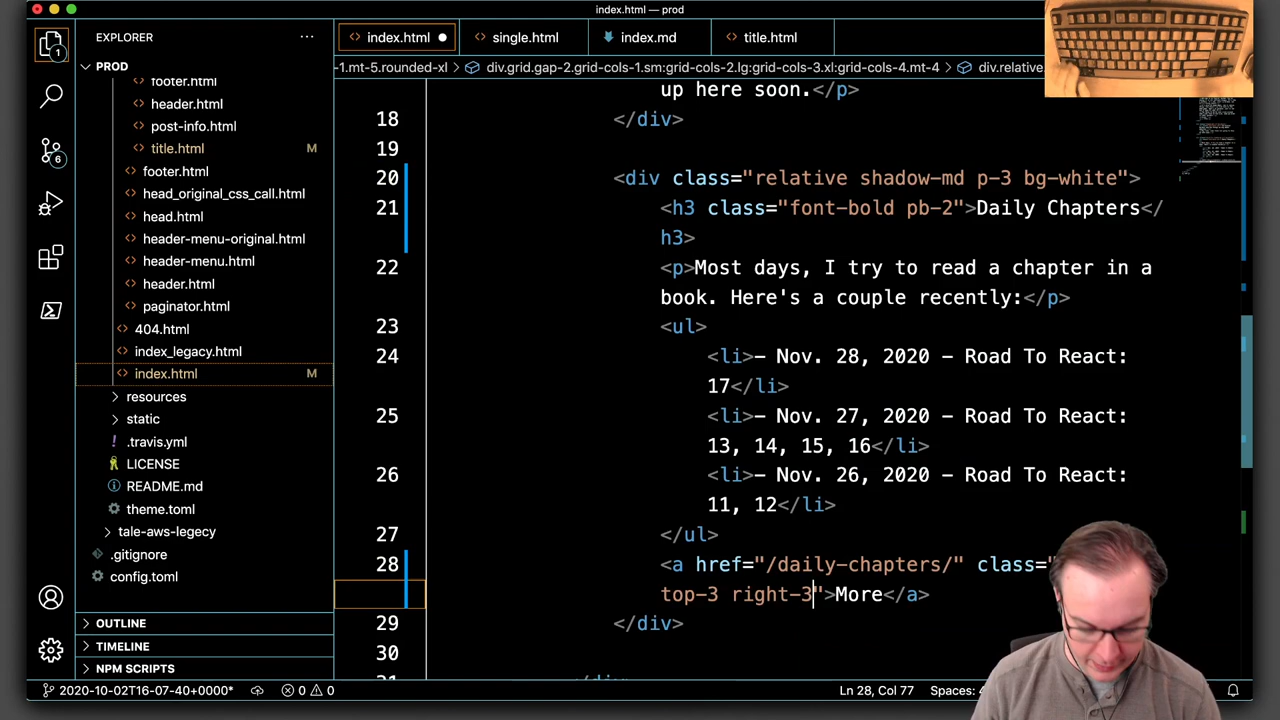 index.html — prod
EXPLORER
index.html
single.html
index.md
title.html
PROD
-1.mt-5.rounded-xl > div.grid.gap-2.grid-cols-1.sm:grid-cols-2.lg:grid-cols-3.xl:grid-cols-4.mt-4 > div.relative.
footer.html
header.html
post-info.html
title.html M
footer.html
head_original_css_call.html
head.html
header-menu-original.html
header-menu.html
header.html
paginator.html
404.html
index_legacy.html
index.html M
resources
static
.travis.yml
LICENSE
README.md
theme.toml
tale-aws-legacy
.gitignore
config.toml
OUTLINE
TIMELINE
NPM SCRIPTS
1
6
up here soon.</p>
18 </div>
19
20 <div class="relative shadow-md p-3 bg-white">
21 <h3 class="font-bold pb-2">Daily Chapters</
h3>
22 <p>Most days, I try to read a chapter in a
book. Here's a couple recently:</p>
23 <ul>
24 <li>- Nov. 28, 2020 - Road To React:
17</li>
25 <li>- Nov. 27, 2020 - Road To React:
13, 14, 15, 16</li>
26 <li>- Nov. 26, 2020 - Road To React:
11, 12</li>
27 </ul>
28 <a href="/daily-chapters/" class="
top-3 right-3">More</a>
29 </div>
30
2020-10-02T16-07-40+0000* 0 0
Ln 28, Col 77 Spaces: